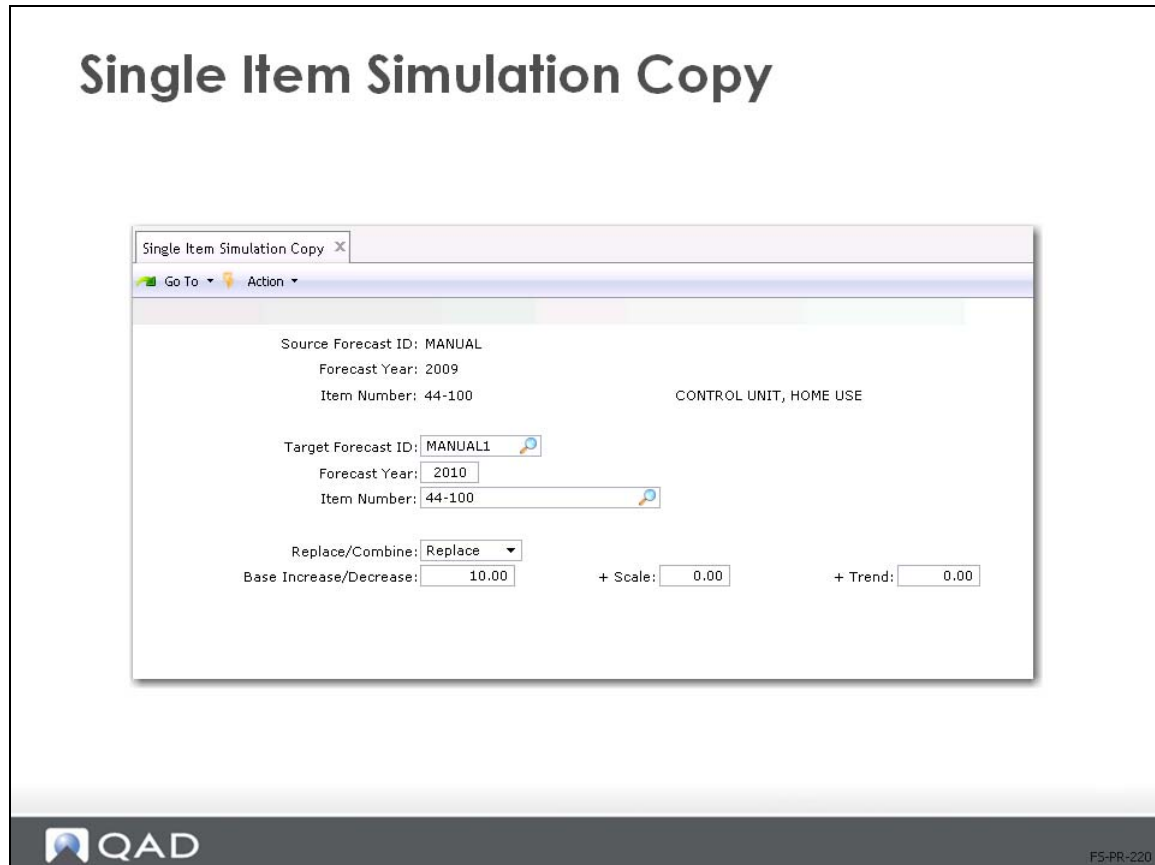 Single Item Simulation Copy
Single Item Simulation Copy
Go To Action
Source Forecast ID: MANUAL
Forecast Year: 2009
Item Number: 44-100 CONTROL UNIT, HOME USE
Target Forecast ID: MANUAL1
Forecast Year: 2010
Item Number: 44-100
Replace/Combine: Replace
Base Increase/Decrease: 10.00 + Scale: 0.00 + Trend: 0.00
QAD
FS-PR-220